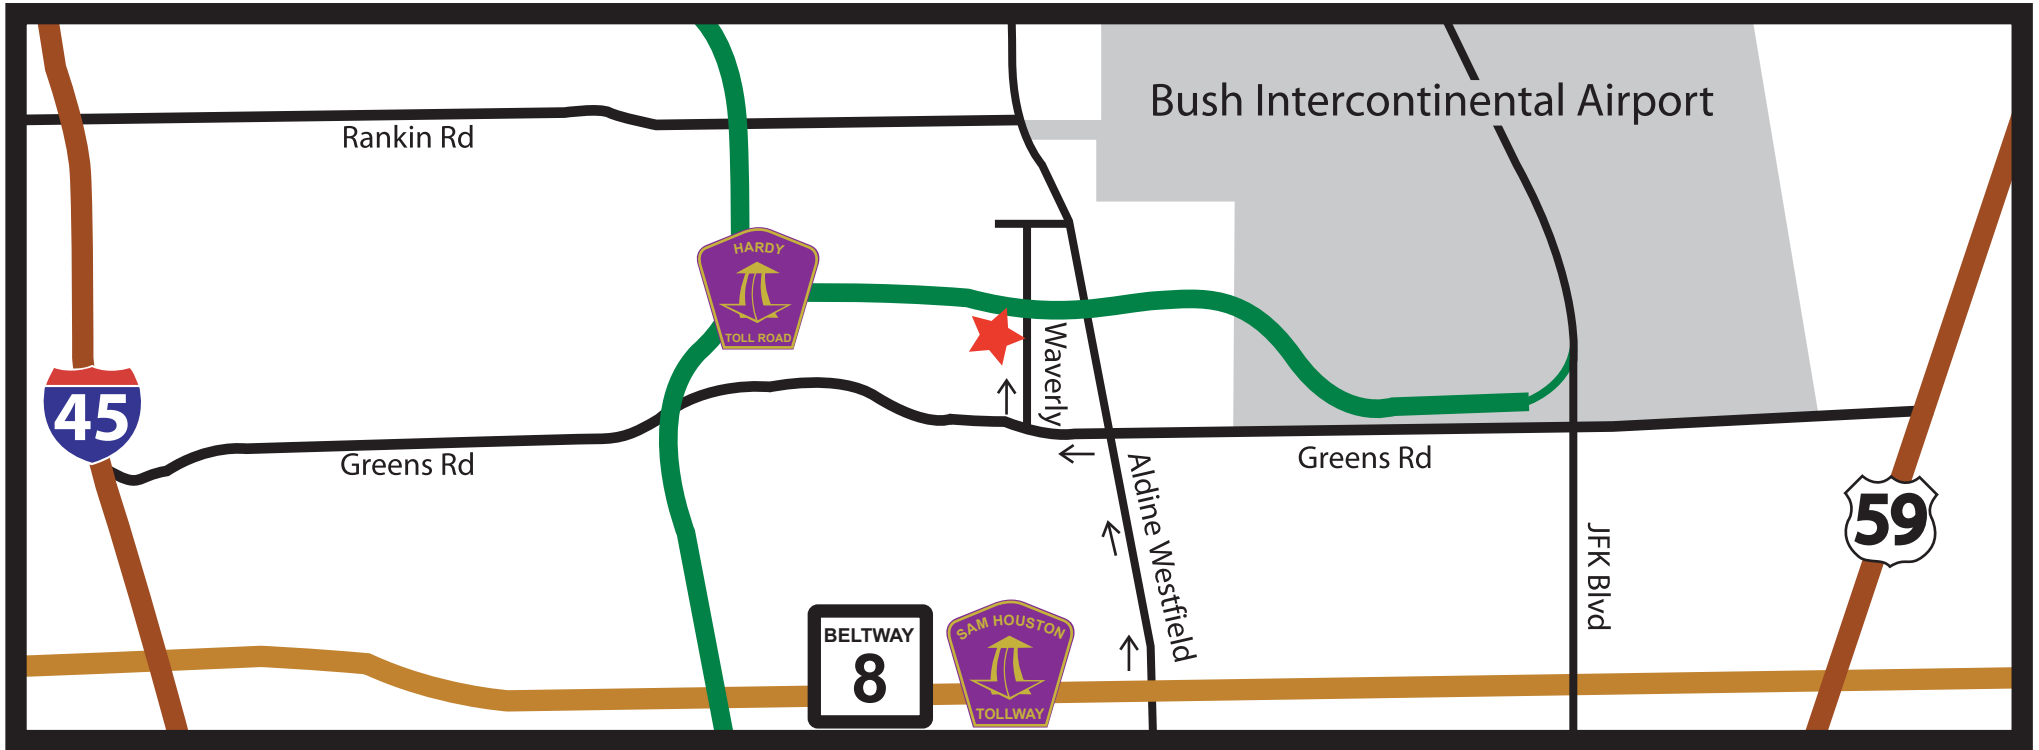 Bush Intercontinental Airport
Rankin Rd
HARDY
TOLL ROAD
Waverly
45
Greens Rd
Greens Rd
Aldine Westfield
59
JFK Blvd
BELTWAY
8
SAM HOUSTON
TOLLWAY